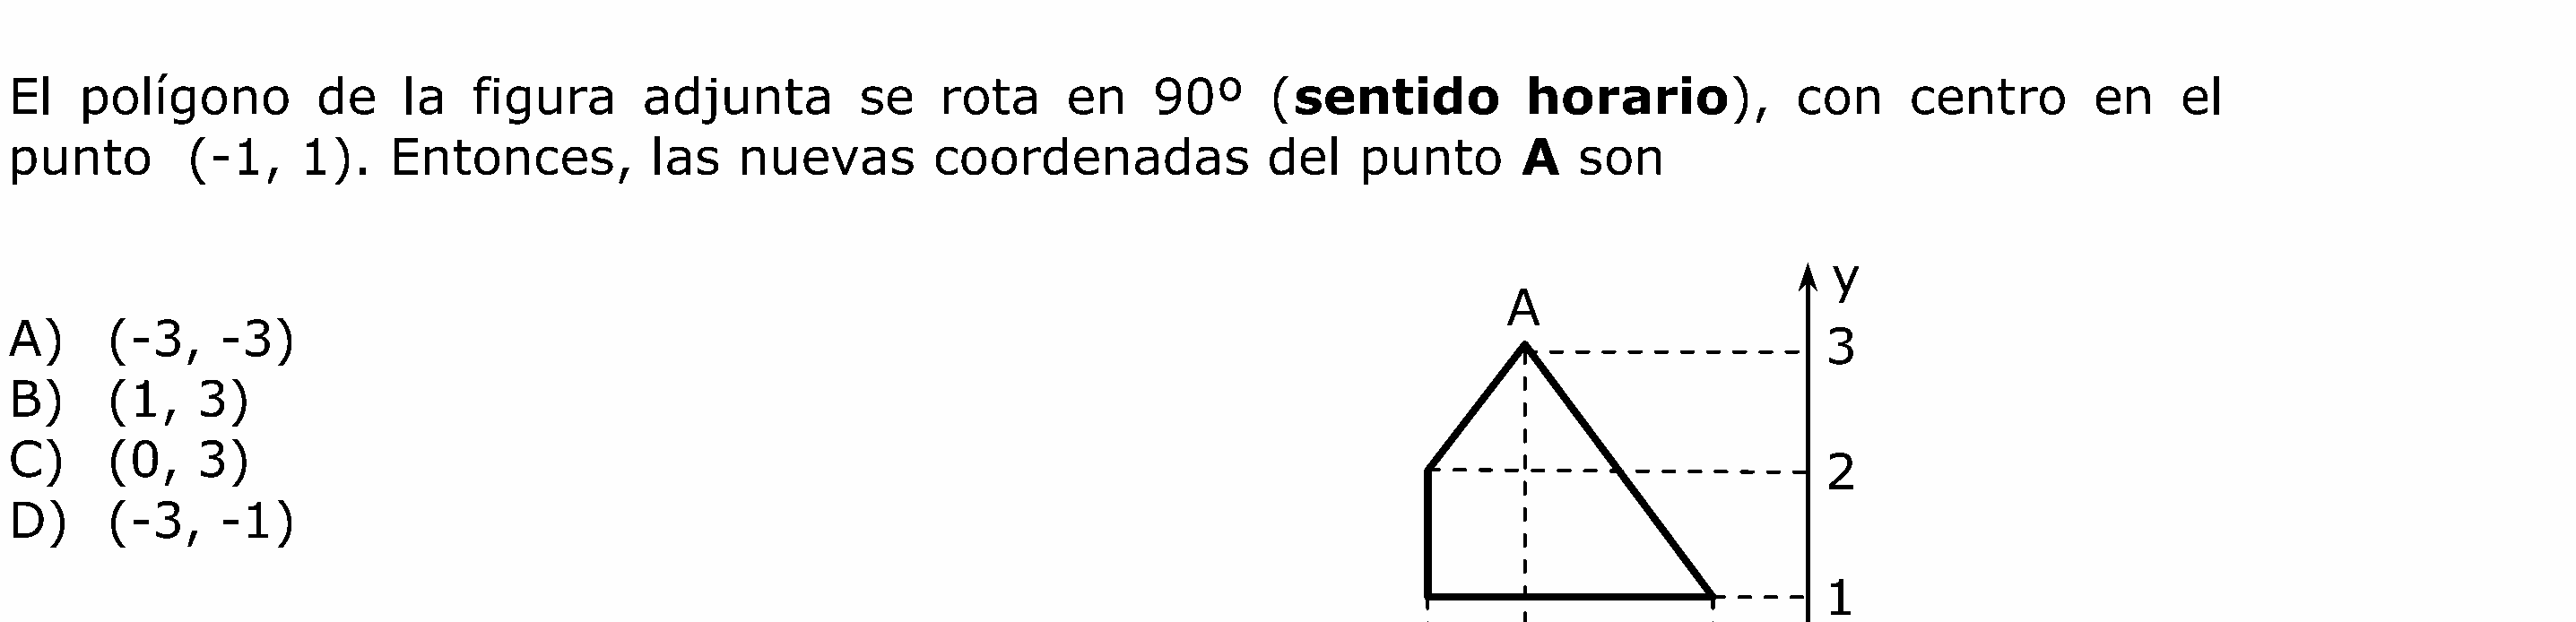 El polígono de la figura adjunta se rota en 90º (sentido horario), con centro en el
punto (-1, 1). Entonces, las nuevas coordenadas del punto A son
A) (-3, -3)
B) (1, 3)
C) (0, 3)
D) (-3, -1)
y
A
3
2
1